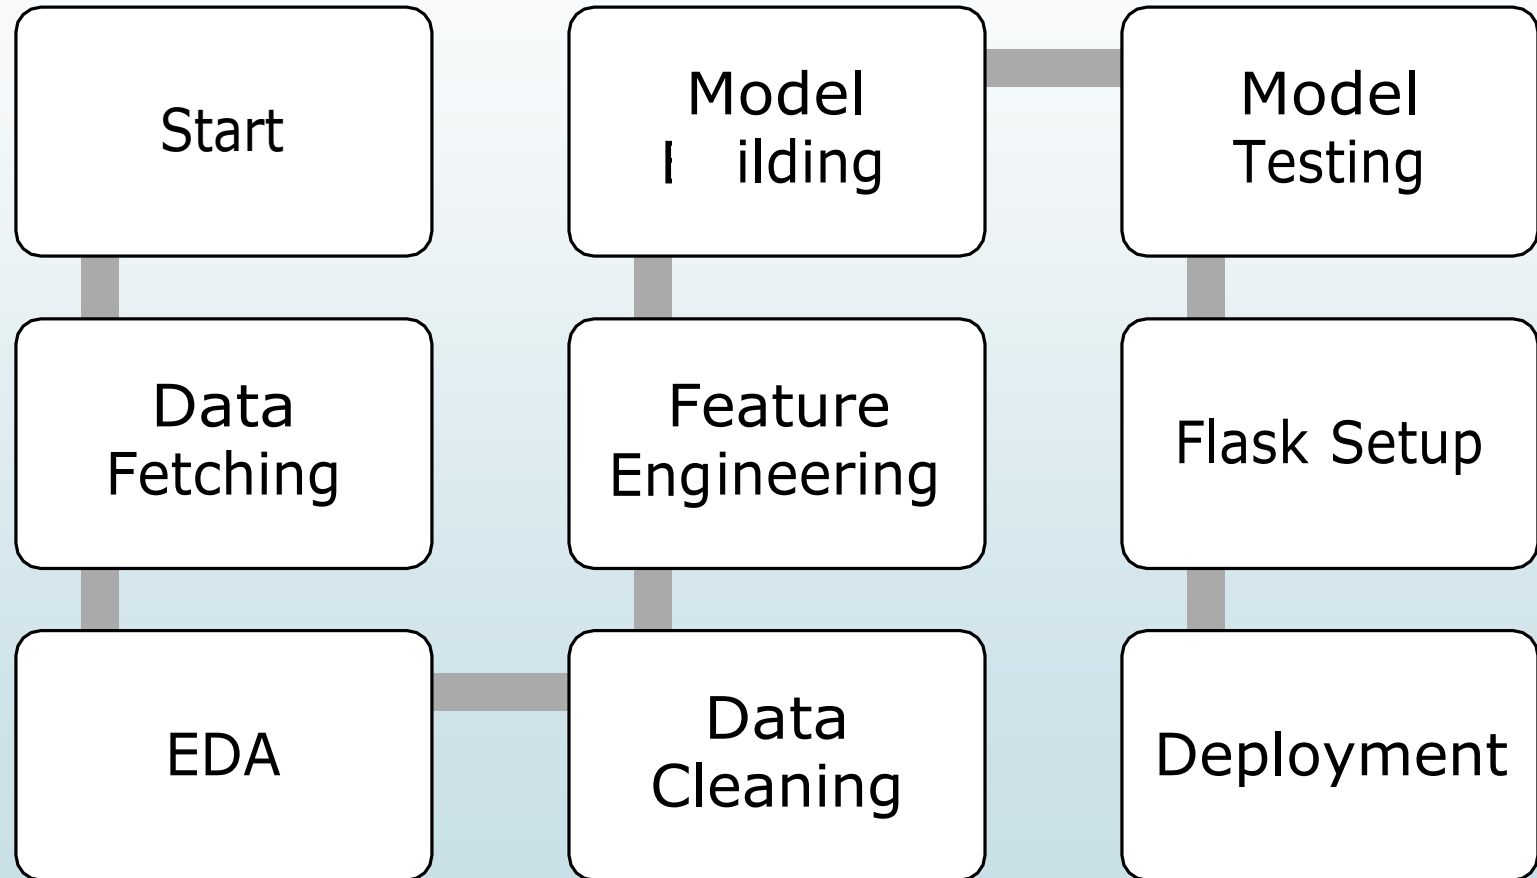 Start
Data
Fetching
EDA
Data
Cleaning
Feature
Engineering
Model
Model
Testing
Flask Setup
Deployment